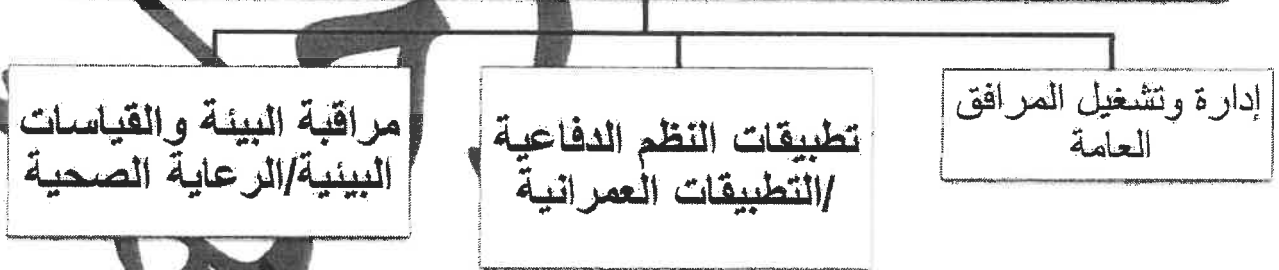 إدارة وتشغيل المرافق
العامة
تطبيقات النظم الدفاعية
/التطبيقات العمرانية
مراقبة البيئة والقياسات
البيئية/الرعاية الصحية